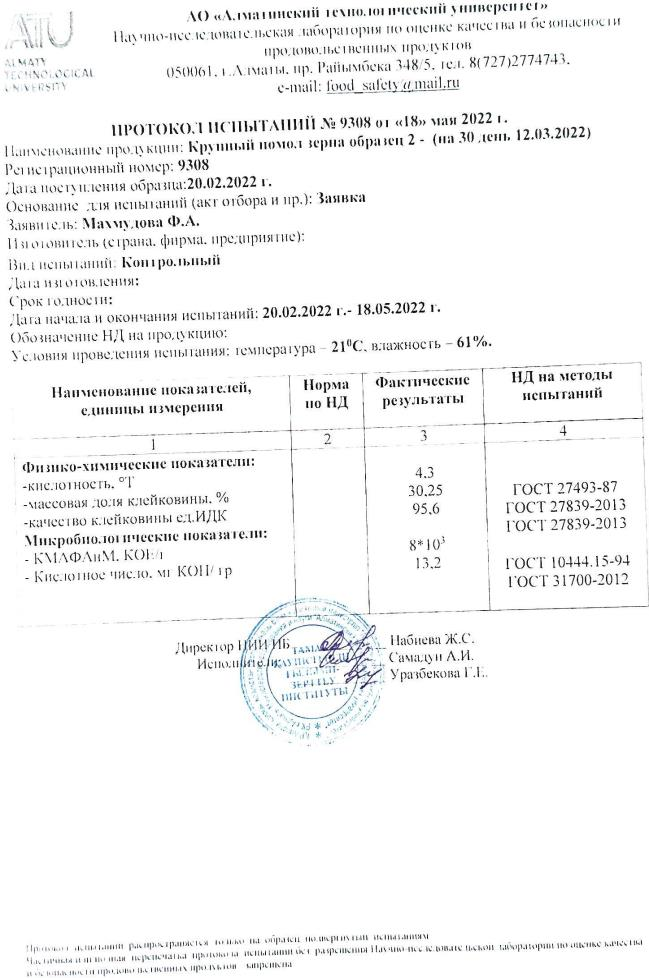 ATU
ALMATY
TECHNOLOGICAL
UNIVERSITY
АО «Алматинский технологический университет»
Научно-исследовательская лаборатория по оценке качества и безопасности
продовольственных продуктов
050061, г.Алматы, пр. Райымбека 348/5, тел. 8(727)2774743,
e-mail: food_safety@mail.ru
ПРОТОКОЛ ИСПЫТАНИЙ № 9308 от «18» мая 2022 г.
Наименование продукции: Крупный помол зерна образец 2 - (на 30 день 12.03.2022)
Регистрационный номер: 9308
Дата поступления образца:20.02.2022 г.
Основание для испытаний (акт отбора и пр.): Заявка
Заявитель: Махмудова Ф.А.
Изготовитель (страна, фирма, предприятие):
Вид испытаний: Контрольный
Дата изготовления:
Срок годности:
Дата начала и окончания испытаний: 20.02.2022 г.- 18.05.2022 г.
Обозначение НД на продукцию:
Условия проведения испытания: температура – 21⁰С, влажность – 61%.
Наименование показателей, единицы измерения Норма по НД Фактические результаты НД на методы испытаний
1 2 3 4
Физико-химические показатели:
-кислотность, °Т 4,3 ГОСТ 27493-87
-массовая доля клейковины, % 30,25 ГОСТ 27839-2013
-качество клейковины ед.ИДК 95,6 ГОСТ 27839-2013
Микробиологические показатели:
- КМАФАнМ, КОЕ/г 8*10³ ГОСТ 10444.15-94
- Кислотное число, мг КОН/ гр 13,2 ГОСТ 31700-2012
Директор НИИ ПБ Набиева Ж.С.
Исполнители: Самадун А.И.
Уразбекова Г.Е.
ИНСТИТУТЫ
Протокол испытаний распространяется только на образец, подвергнутый испытаниям
Частичная или полная перепечатка протокола испытаний без разрешения Научно-исследовательской лаборатории по оценке качества
и безопасности продовольственных продуктов запрещена